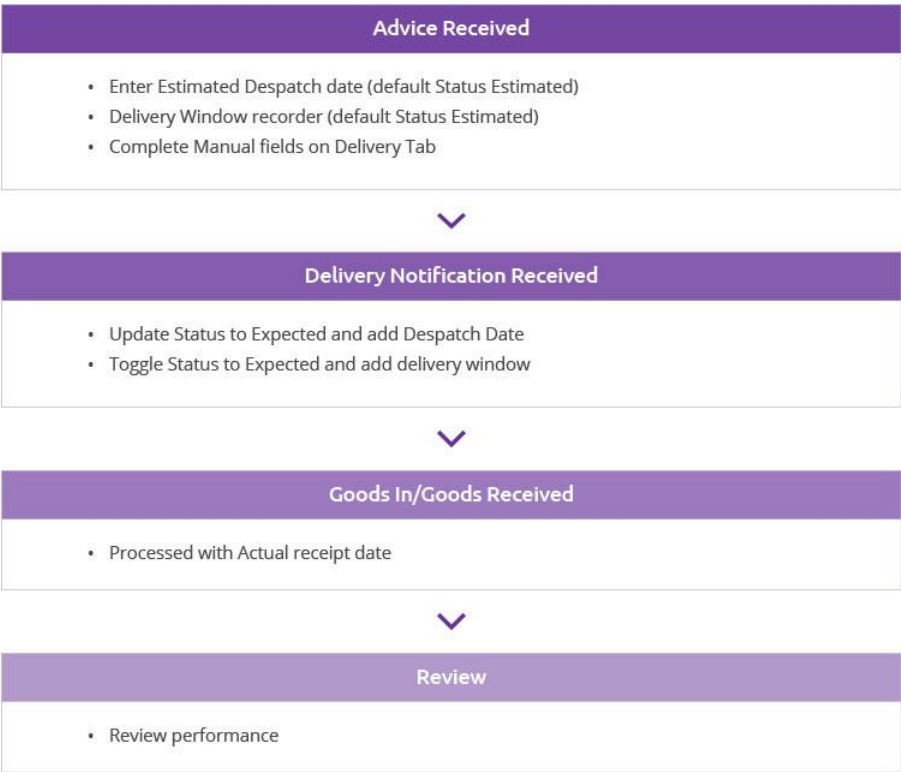 Advice Received
• Enter Estimated Despatch date (default Status Estimated)
• Delivery Window recorder (default Status Estimated)
• Complete Manual fields on Delivery Tab
Delivery Notification Received
• Update Status to Expected and add Despatch Date
• Toggle Status to Expected and add delivery window
Goods In/Goods Received
• Processed with Actual receipt date
Review
• Review performance